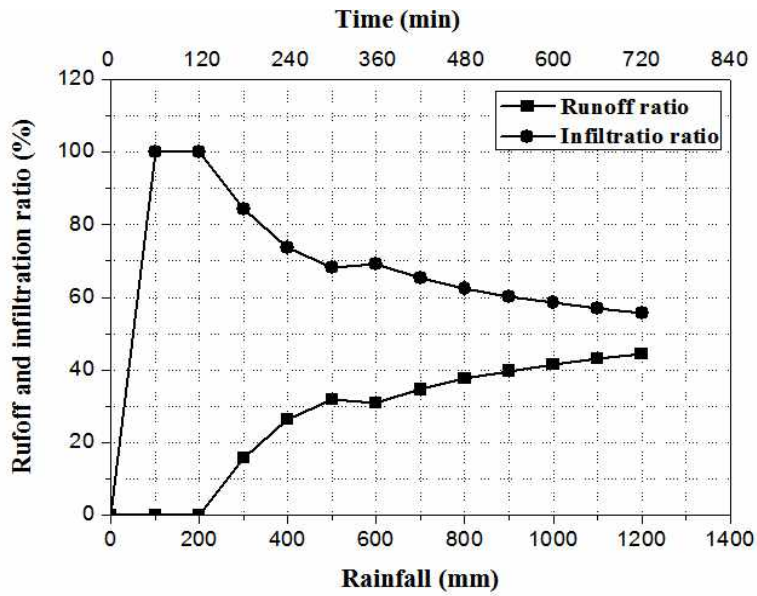 Time (min)
0 120 240 360 480 600 720 840
120
100
80
60
40
20
0
Rufoff and infiltration ratio (%)
Runoff ratio
Infiltratio ratio
0 200 400 600 800 1000 1200 1400
Rainfall (mm)